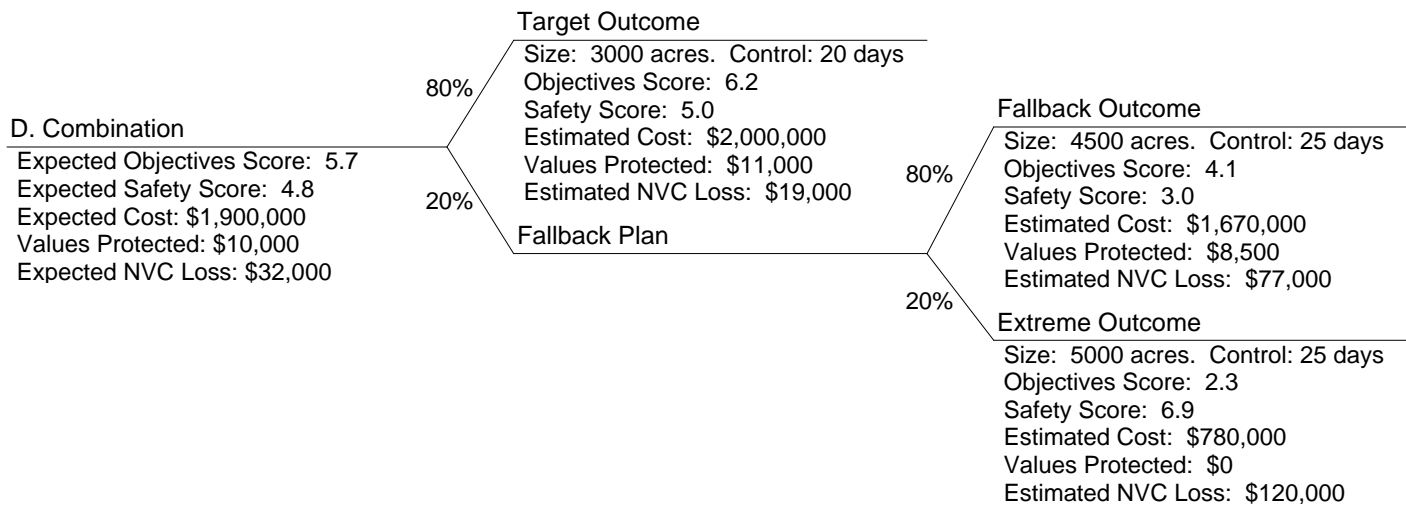 D. Combination
Expected Objectives Score: 5.7
Expected Safety Score: 4.8
Expected Cost: $1,900,000
Values Protected: $10,000
Expected NVC Loss: $32,000
80%
20%
Target Outcome
Size: 3000 acres. Control: 20 days
Objectives Score: 6.2
Safety Score: 5.0
Estimated Cost: $2,000,000
Values Protected: $11,000
Estimated NVC Loss: $19,000
Fallback Plan
80%
20%
Fallback Outcome
Size: 4500 acres. Control: 25 days
Objectives Score: 4.1
Safety Score: 3.0
Estimated Cost: $1,670,000
Values Protected: $8,500
Estimated NVC Loss: $77,000
Extreme Outcome
Size: 5000 acres. Control: 25 days
Objectives Score: 2.3
Safety Score: 6.9
Estimated Cost: $780,000
Values Protected: $0
Estimated NVC Loss: $120,000